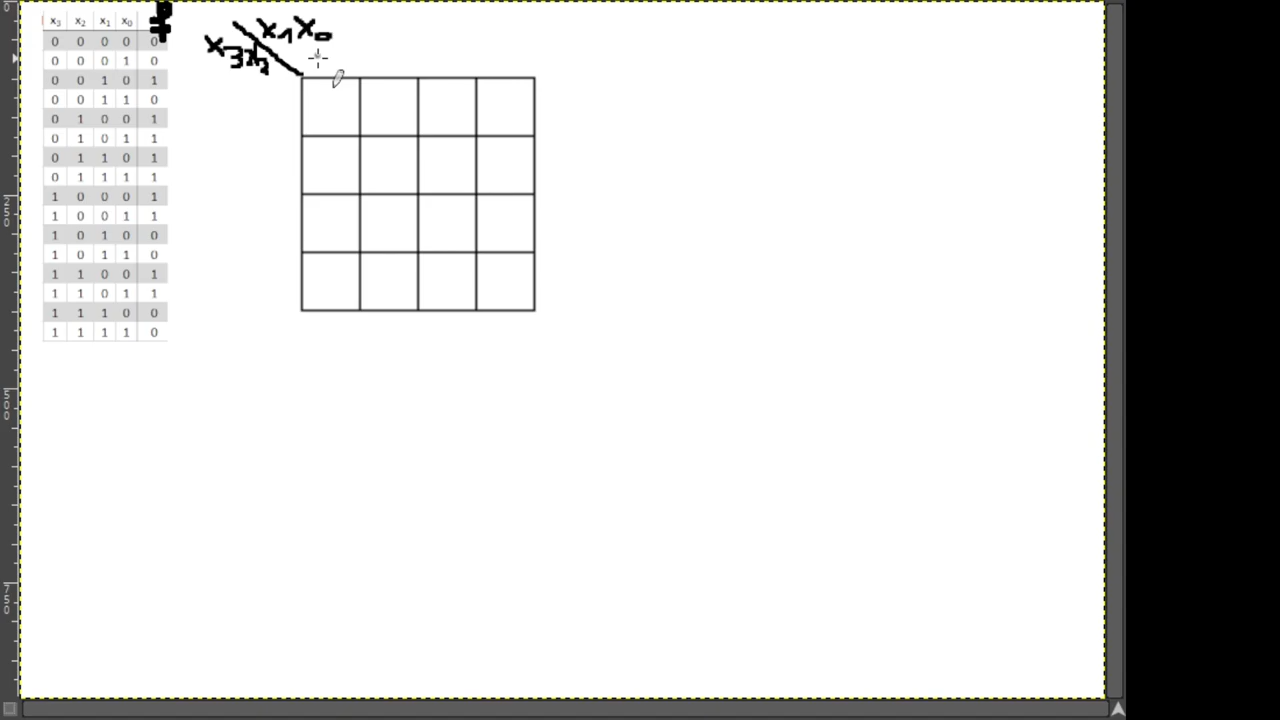 x₃ x₂ x₁ x₀
0 0 0 0 0
0 0 0 1 0
0 0 1 0 1
0 0 1 1 0
0 1 0 0 1
0 1 0 1 1
0 1 1 0 1
0 1 1 1 1
1 0 0 0 1
1 0 0 1 1
1 0 1 0 0
1 0 1 1 0
1 1 0 0 1
1 1 0 1 1
1 1 1 0 0
1 1 1 1 0
x₁x₀
x₃x₂
0
250
500
750